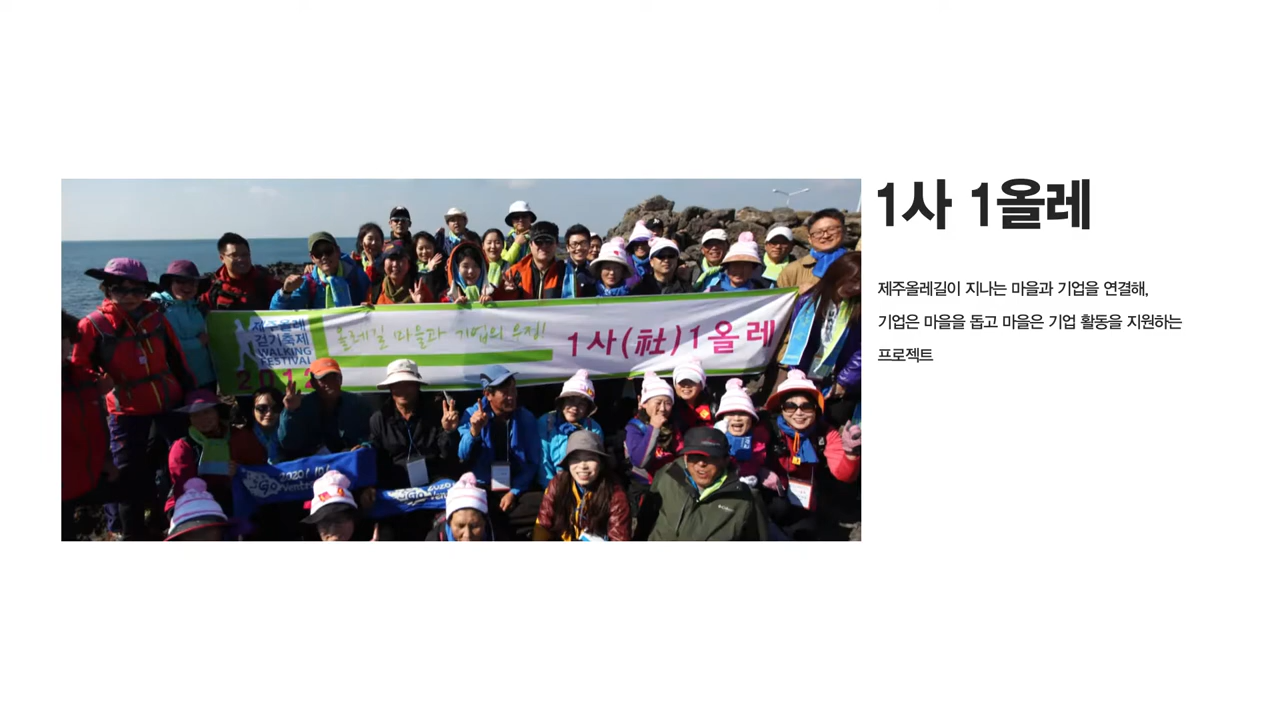 1사 1올레
제주올레길이 지나는 마을과 기업을 연결해,
기업은 마을을 돕고 마을은 기업 활동을 지원하는
프로젝트
제주올레
걷기축제
WALKING
FESTIVAL
올레길 마을과 기업의 우정!
1사(社)1올레